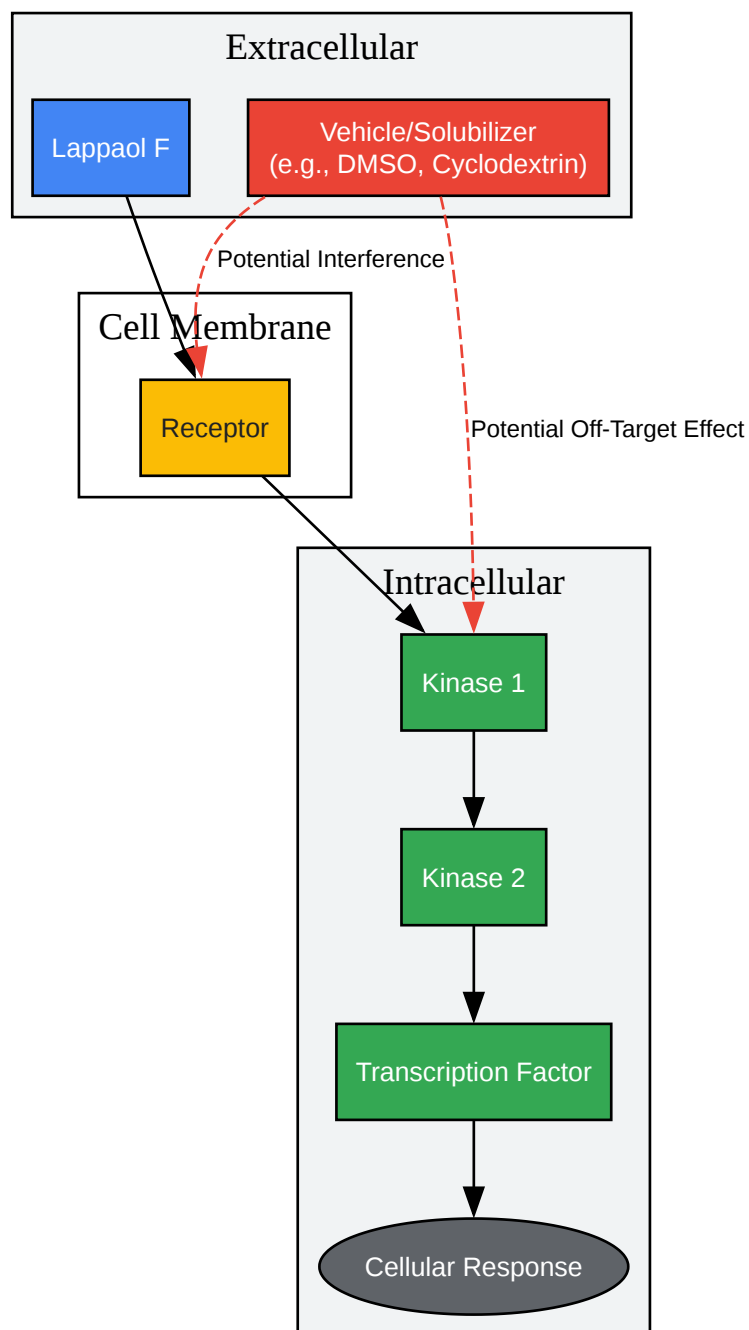 Extracellular
Lappaol F
Vehicle/Solubilizer
(e.g., DMSO, Cyclodextrin)
Potential Interference
Cell Membrane
Receptor
Potential Off-Target Effect
Intracellular
Kinase 1
Kinase 2
Transcription Factor
Cellular Response